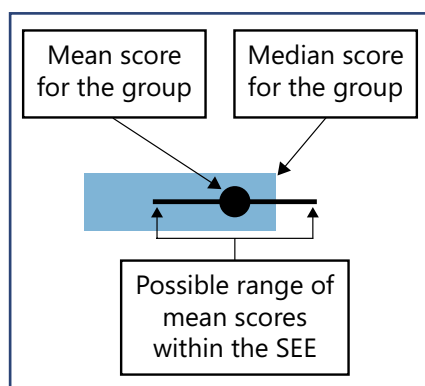 Mean score
for the group
Median score
for the group
Possible range of
mean scores
within the SEE